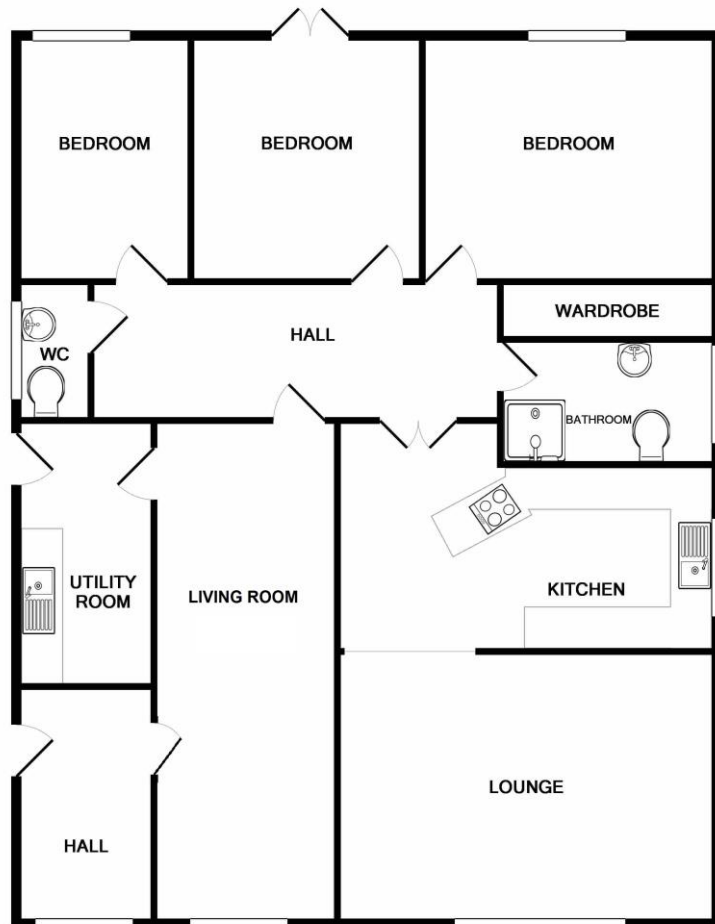 BEDROOM
BEDROOM
BEDROOM
WARDROBE
HALL
WC
BATHROOM
UTILITY
ROOM
LIVING ROOM
KITCHEN
LOUNGE
HALL